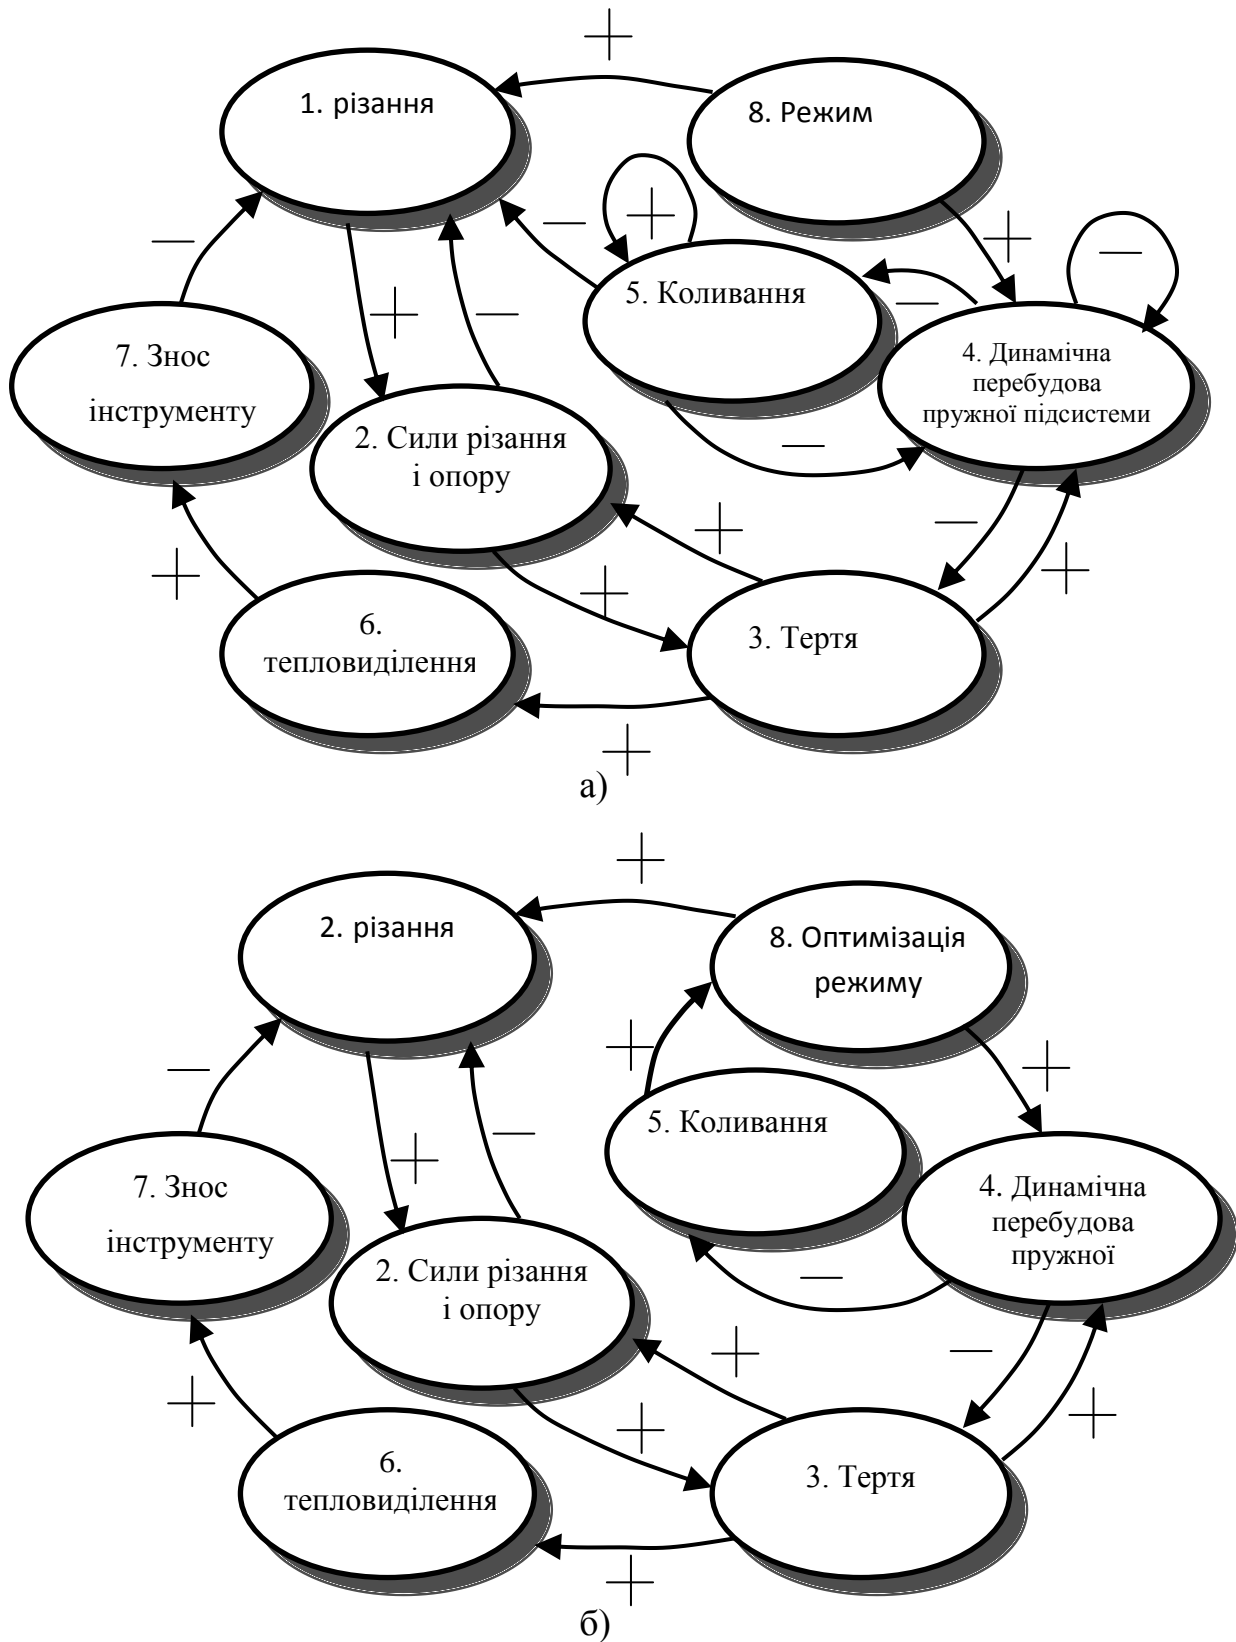 +
1. різання
8. Режим
−
+
+
−
−
5. Коливання
−
7. Знос
інструменту
+
−
4. Динамічна
перебудова
пружної підсистеми
2. Сили різання
і опору
−
+
−
+
+
+
6.
тепловиділення
3. Тертя
+
а)
+
2. різання
8. Оптимізація
режиму
+
+
−
5. Коливання
+
−
7. Знос
інструменту
4. Динамічна
перебудова
пружної
2. Сили різання
і опору
−
+
−
+
+
+
6.
тепловиділення
3. Тертя
+
б)